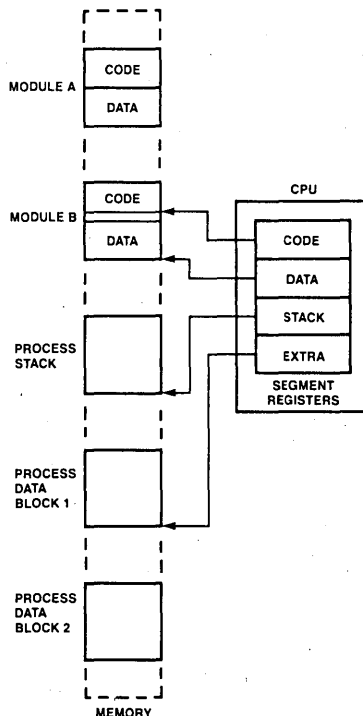 MODULE A
CODE
DATA
MODULE B
CODE
DATA
CPU
CODE
DATA
STACK
EXTRA
SEGMENT
REGISTERS
PROCESS
STACK
PROCESS
DATA
BLOCK 1
PROCESS
DATA
BLOCK 2
MEMORY